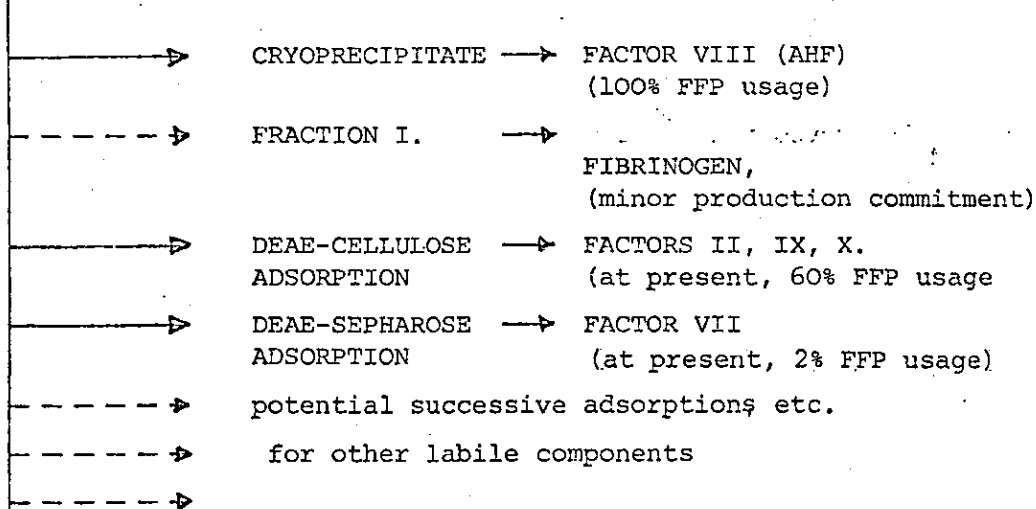 CRYOPRECIPITATE → FACTOR VIII (AHF)
(100% FFP usage)
FRACTION I. →
FIBRINOGEN,
(minor production commitment)
DEAE-CELLULOSE → FACTORS II, IX, X.
ADSORPTION (at present, 60% FFP usage
DEAE-SEPHAROSE → FACTOR VII
ADSORPTION (at present, 2% FFP usage)
potential successive adsorptions etc.
for other labile components